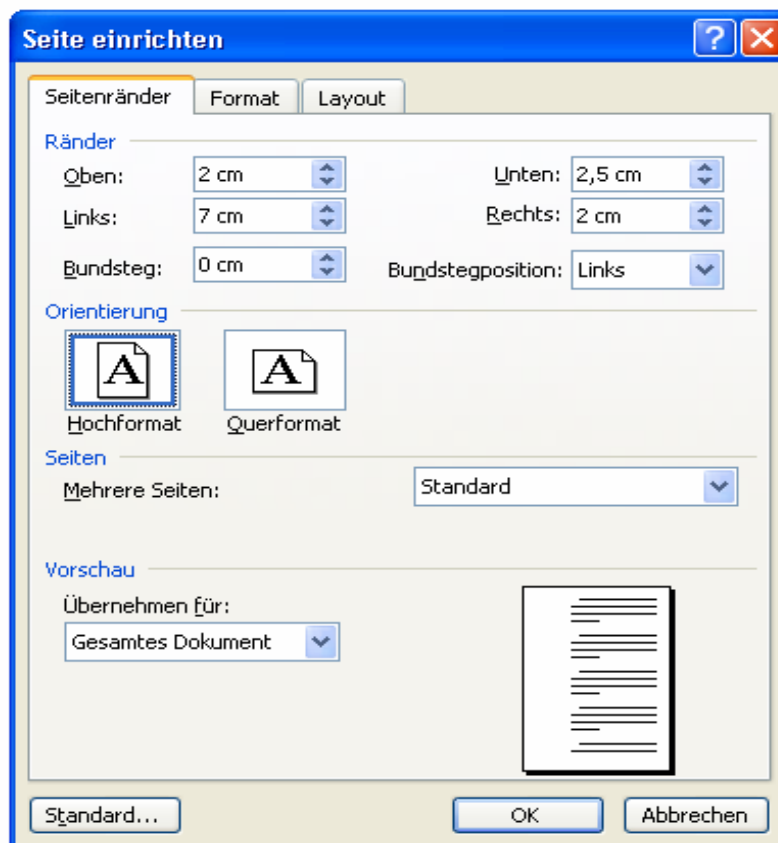 Seite einrichten
Seitenränder Format Layout
Ränder
Oben: 2 cm Unten: 2,5 cm
Links: 7 cm Rechts: 2 cm
Bundsteg: 0 cm Bundstegposition: Links
Orientierung
A A
Hochformat Querformat
Seiten
Mehrere Seiten: Standard
Vorschau
Übernehmen für:
Gesamtes Dokument
Standard... OK Abbrechen